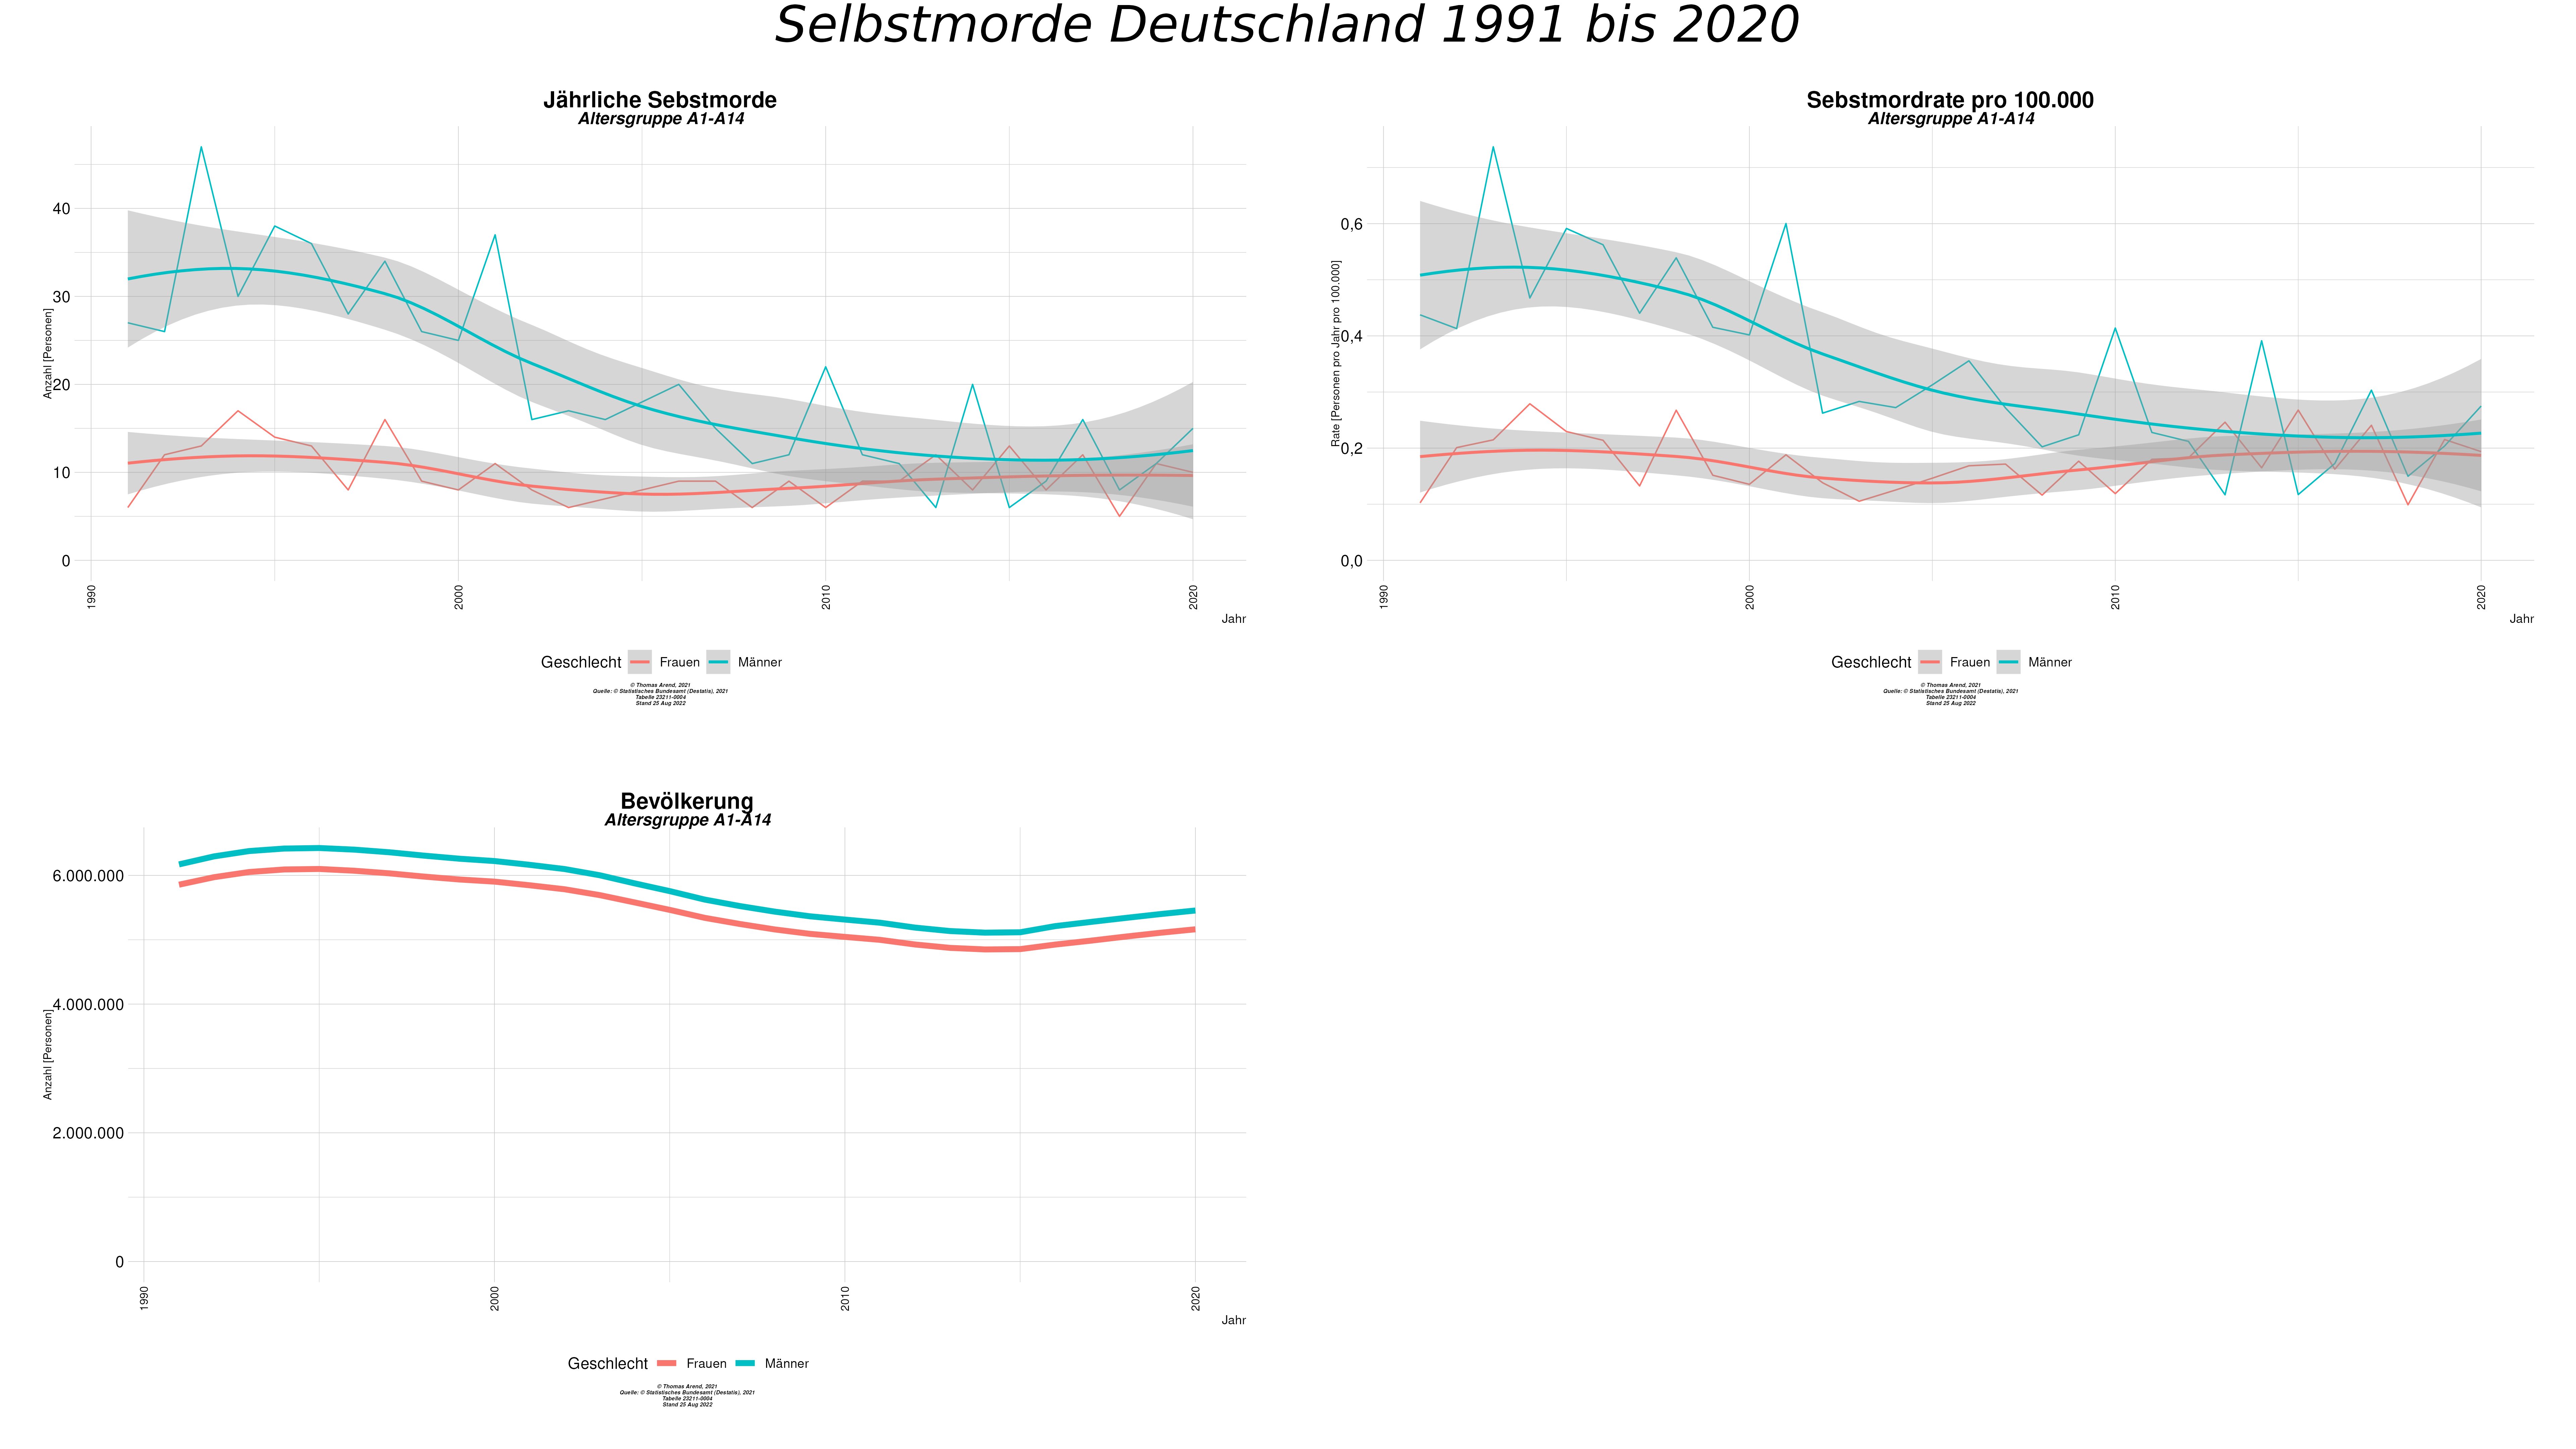 Selbstmorde Deutschland 1991 bis 2020
Jährliche Sebstmorde
Altersgruppe A1-A14
Anzahl [Personen]
40
30
20
10
0
1990
2000
2010
2020
Jahr
Geschlecht Frauen Männer
© Thomas Arend, 2021
Quelle: © Statistisches Bundesamt (Destatis), 2021
Tabelle 23211-0004
Stand 25 Aug 2022
Sebstmordrate pro 100.000
Altersgruppe A1-A14
Rate [Personen pro Jahr pro 100.000]
0,6
0,4
0,2
0,0
1990
2000
2010
2020
Jahr
Geschlecht Frauen Männer
© Thomas Arend, 2021
Quelle: © Statistisches Bundesamt (Destatis), 2021
Tabelle 23211-0004
Stand 25 Aug 2022
Bevölkerung
Altersgruppe A1-A14
Anzahl [Personen]
6.000.000
4.000.000
2.000.000
0
1990
2000
2010
2020
Jahr
Geschlecht Frauen Männer
© Thomas Arend, 2021
Quelle: © Statistisches Bundesamt (Destatis), 2021
Tabelle 23211-0004
Stand 25 Aug 2022